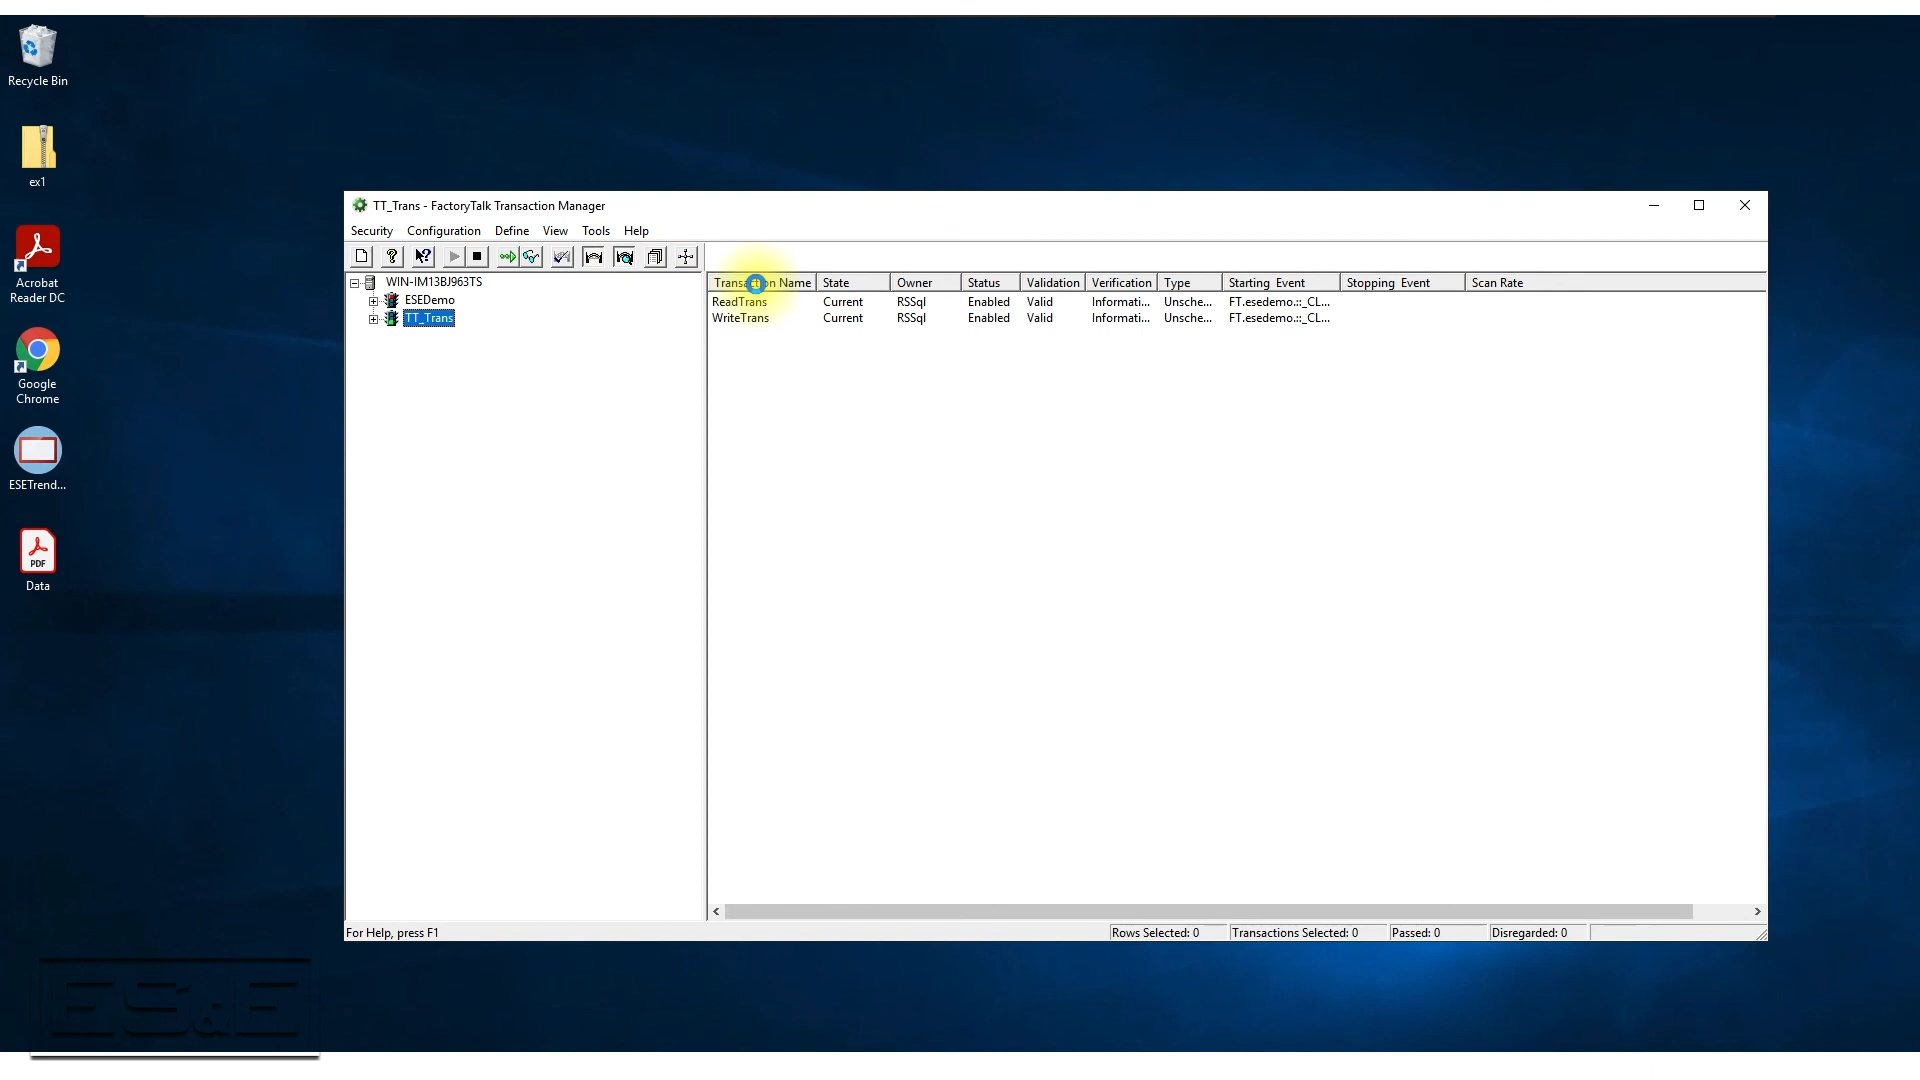 Recycle Bin
ex1
Acrobat
Reader DC
Google
Chrome
ESETrend...
PDF
Data
TT_Trans - FactoryTalk Transaction Manager
Security Configuration Define View Tools Help
WIN-IM13BJ963TS
ESEDemo
TT_Trans
Transaction Name State Owner Status Validation Verification Type Starting Event Stopping Event Scan Rate
ReadTrans Current RSSql Enabled Valid Informati... Unsche... FT.esedemo.::_CL...
WriteTrans Current RSSql Enabled Valid Informati... Unsche... FT.esedemo.::_CL...
For Help, press F1 Rows Selected: 0 Transactions Selected: 0 Passed: 0 Disregarded: 0
ES&E